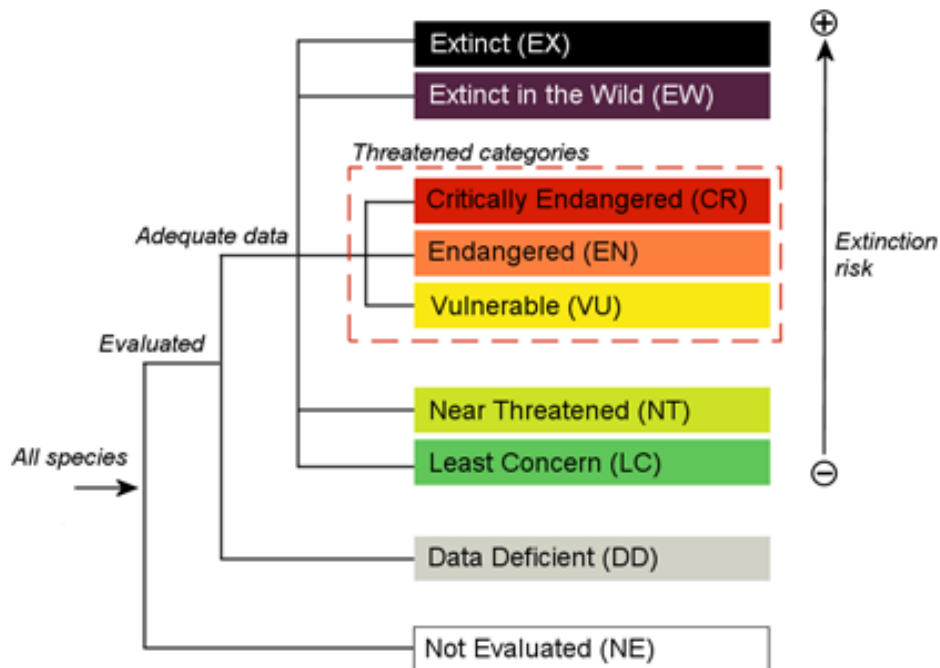 Extinct (EX)
Extinct in the Wild (EW)
Threatened categories
Critically Endangered (CR)
Adequate data
Endangered (EN)
Extinction
risk
Vulnerable (VU)
Evaluated
Near Threatened (NT)
All species
Least Concern (LC)
Data Deficient (DD)
Not Evaluated (NE)